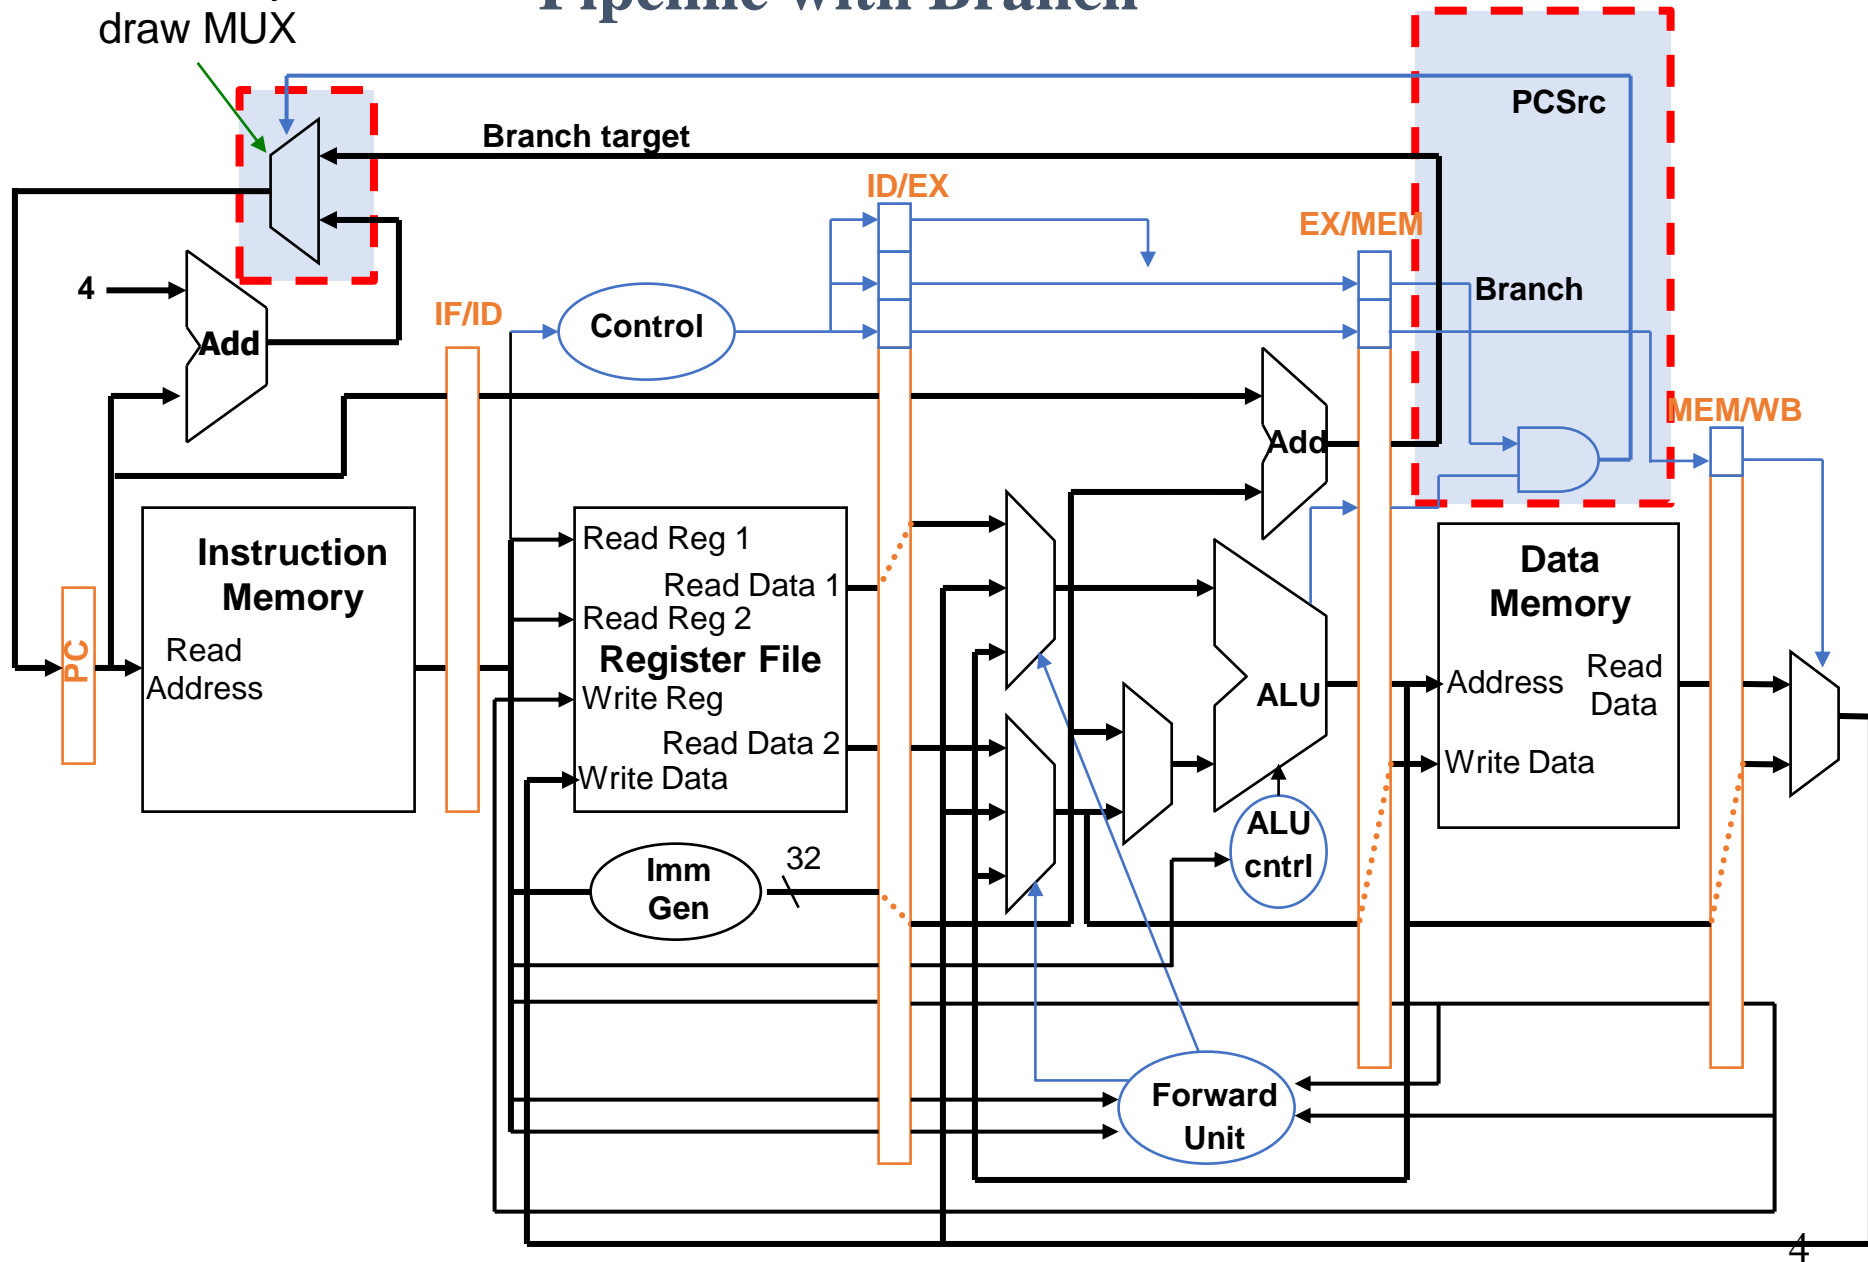 Pipeline with Branch
draw MUX
PCSrc
Branch target
ID/EX
EX/MEM
4
Branch
IF/ID
Control
Add
MEM/WB
Add
Instruction
Memory
Read
Address
PC
Read Reg 1
Read Data 1
Read Reg 2
Register File
Write Reg
Read Data 2
Write Data
Data
Memory
Address
Read
Data
Write Data
ALU
ALU
cntrl
Imm
Gen
32
Forward
Unit
4